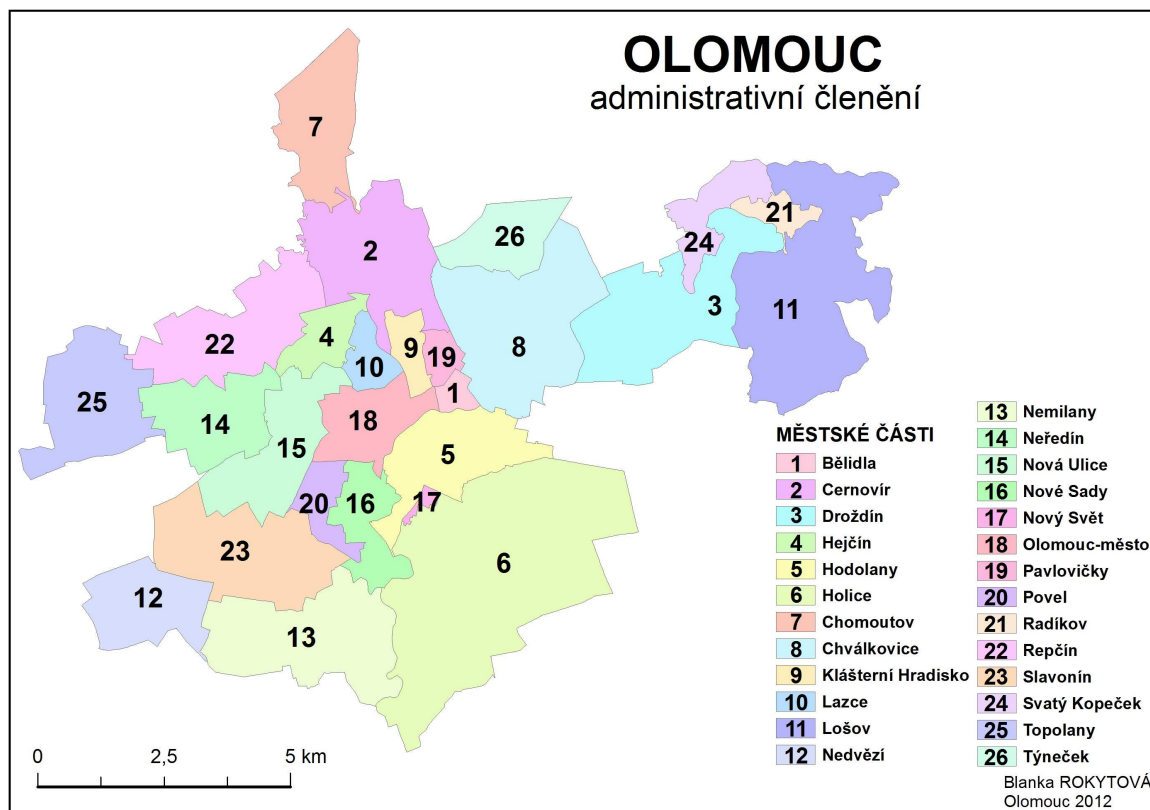 OLOMOUC
administrativní členění
7
2
26
21
24
3
11
4
22
9
19
8
10
25
1
14
18
15
5
20
16
17
23
6
12
13
MĚSTSKÉ ČÁSTI
1 Bělidla
2 Cernovír
3 Droždín
4 Hejčín
5 Hodolany
6 Holice
7 Chomoutov
8 Chválkovice
9 Klášterní Hradisko
10 Lazce
11 Lošov
12 Nedvězí
13 Nemilany
14 Neředín
15 Nová Ulice
16 Nové Sady
17 Nový Svět
18 Olomouc-město
19 Pavlovičky
20 Povel
21 Radíkov
22 Repčín
23 Slavonín
24 Svatý Kopeček
25 Topolany
26 Týneček
0 2,5 5 km
Blanka ROKYTOVÁ
Olomouc 2012